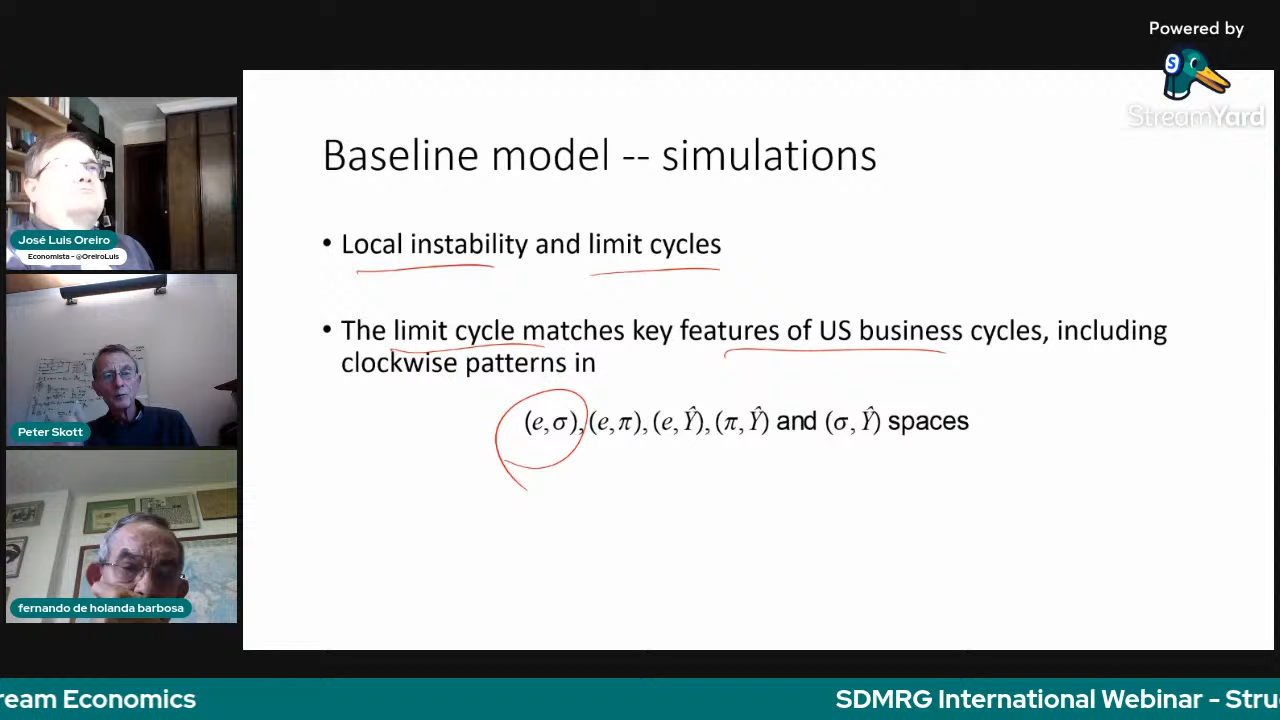 Powered by
S
StreamYard
Baseline model -- simulations
• Local instability and limit cycles
• The limit cycle matches key features of US business cycles, including
clockwise patterns in
(e, σ), (e, π), (e, Ŷ), (π, Ŷ) and (σ, Ŷ) spaces
José Luis Oreiro
Economista - @OreiroLuis
Peter Skott
fernando de holanda barbosa
ream Economics
SDMRG International Webinar - Stru